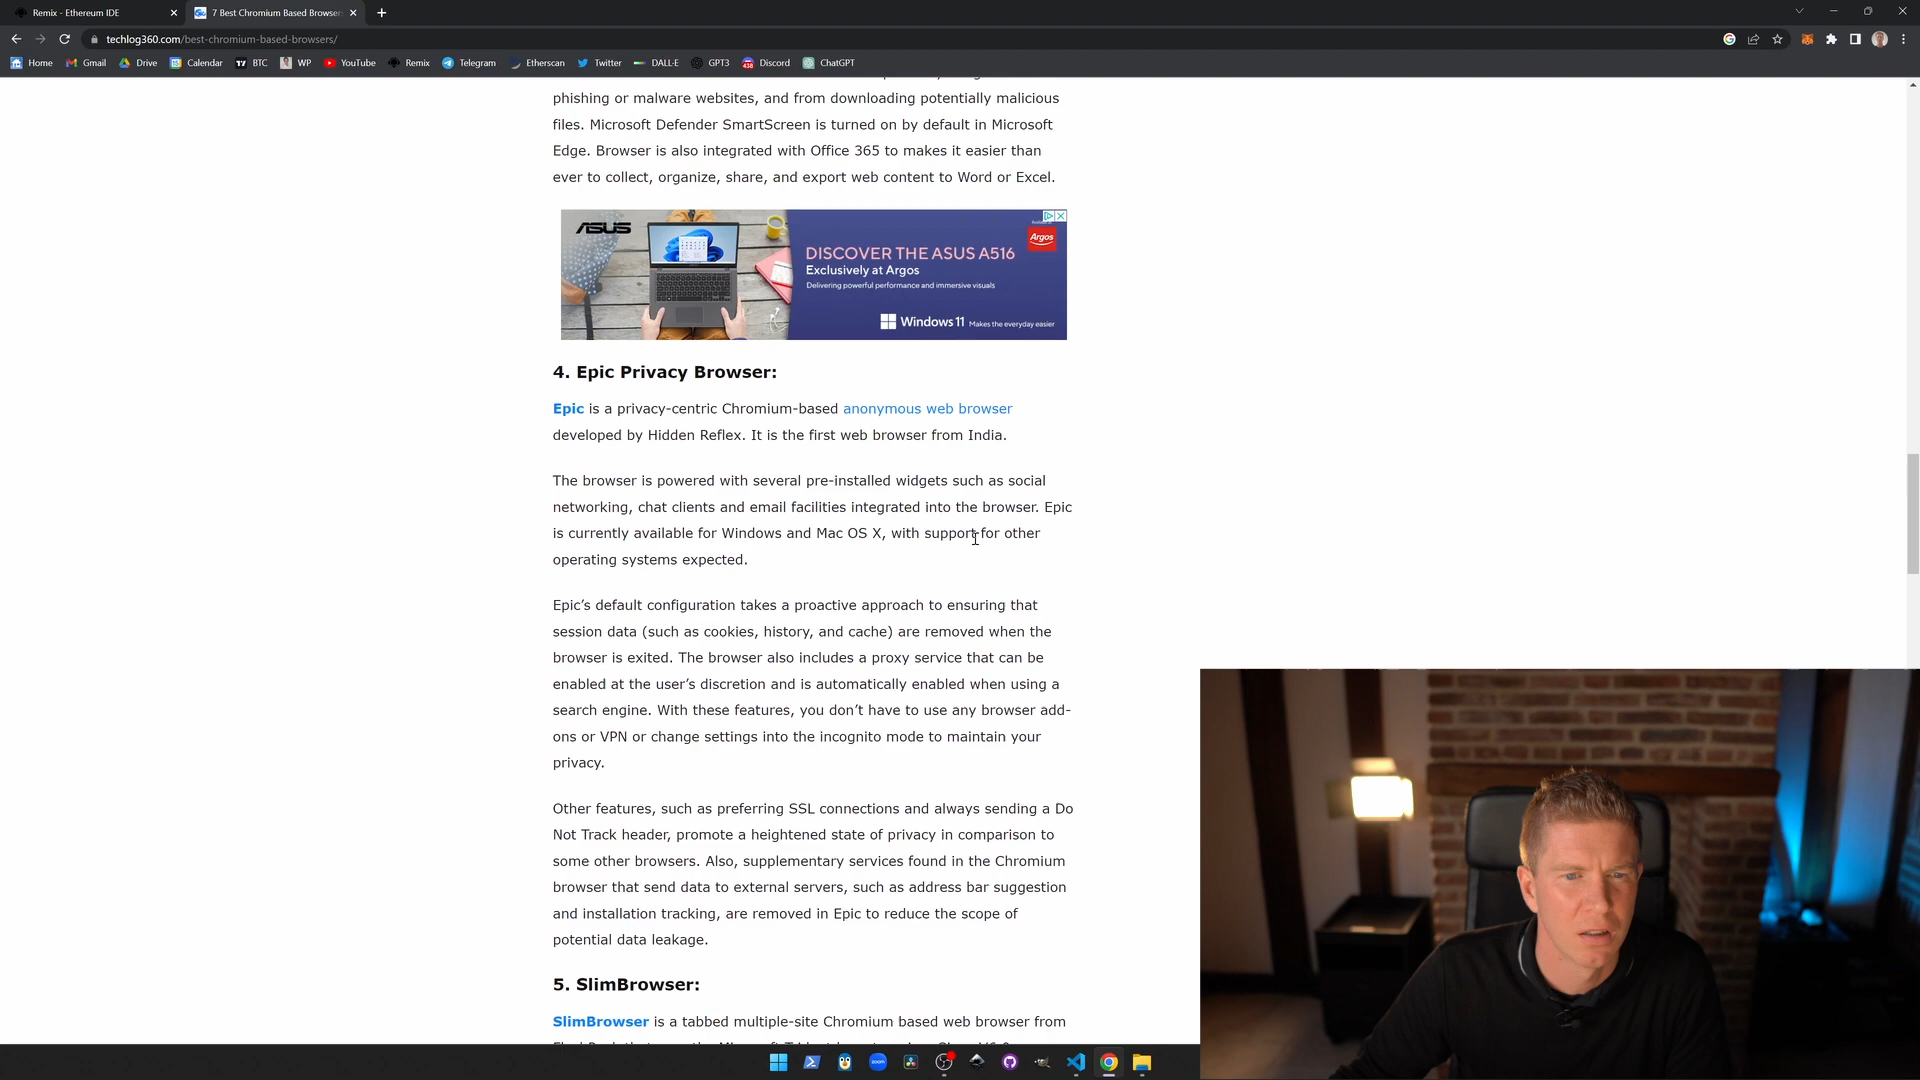 Remix - Ethereum IDE
7 Best Chromium Based Browsers
techlog360.com/best-chromium-based-browsers/
Home Gmail Drive Calendar BTC WP YouTube Remix Telegram Etherscan Twitter DALL-E GPT3 Discord ChatGPT
phishing or malware websites, and from downloading potentially malicious
files. Microsoft Defender SmartScreen is turned on by default in Microsoft
Edge. Browser is also integrated with Office 365 to makes it easier than
ever to collect, organize, share, and export web content to Word or Excel.
ASUS
Argos
DISCOVER THE ASUS A516
Exclusively at Argos
Delivering powerful performance and immersive visuals
Windows 11 Makes the everyday easier
4. Epic Privacy Browser:
Epic is a privacy-centric Chromium-based anonymous web browser
developed by Hidden Reflex. It is the first web browser from India.
The browser is powered with several pre-installed widgets such as social
networking, chat clients and email facilities integrated into the browser. Epic
is currently available for Windows and Mac OS X, with support for other
operating systems expected.
Epic’s default configuration takes a proactive approach to ensuring that
session data (such as cookies, history, and cache) are removed when the
browser is exited. The browser also includes a proxy service that can be
enabled at the user’s discretion and is automatically enabled when using a
search engine. With these features, you don’t have to use any browser add-
ons or VPN or change settings into the incognito mode to maintain your
privacy.
Other features, such as preferring SSL connections and always sending a Do
Not Track header, promote a heightened state of privacy in comparison to
some other browsers. Also, supplementary services found in the Chromium
browser that send data to external servers, such as address bar suggestion
and installation tracking, are removed in Epic to reduce the scope of
potential data leakage.
5. SlimBrowser:
SlimBrowser is a tabbed multiple-site Chromium based web browser from
zoom